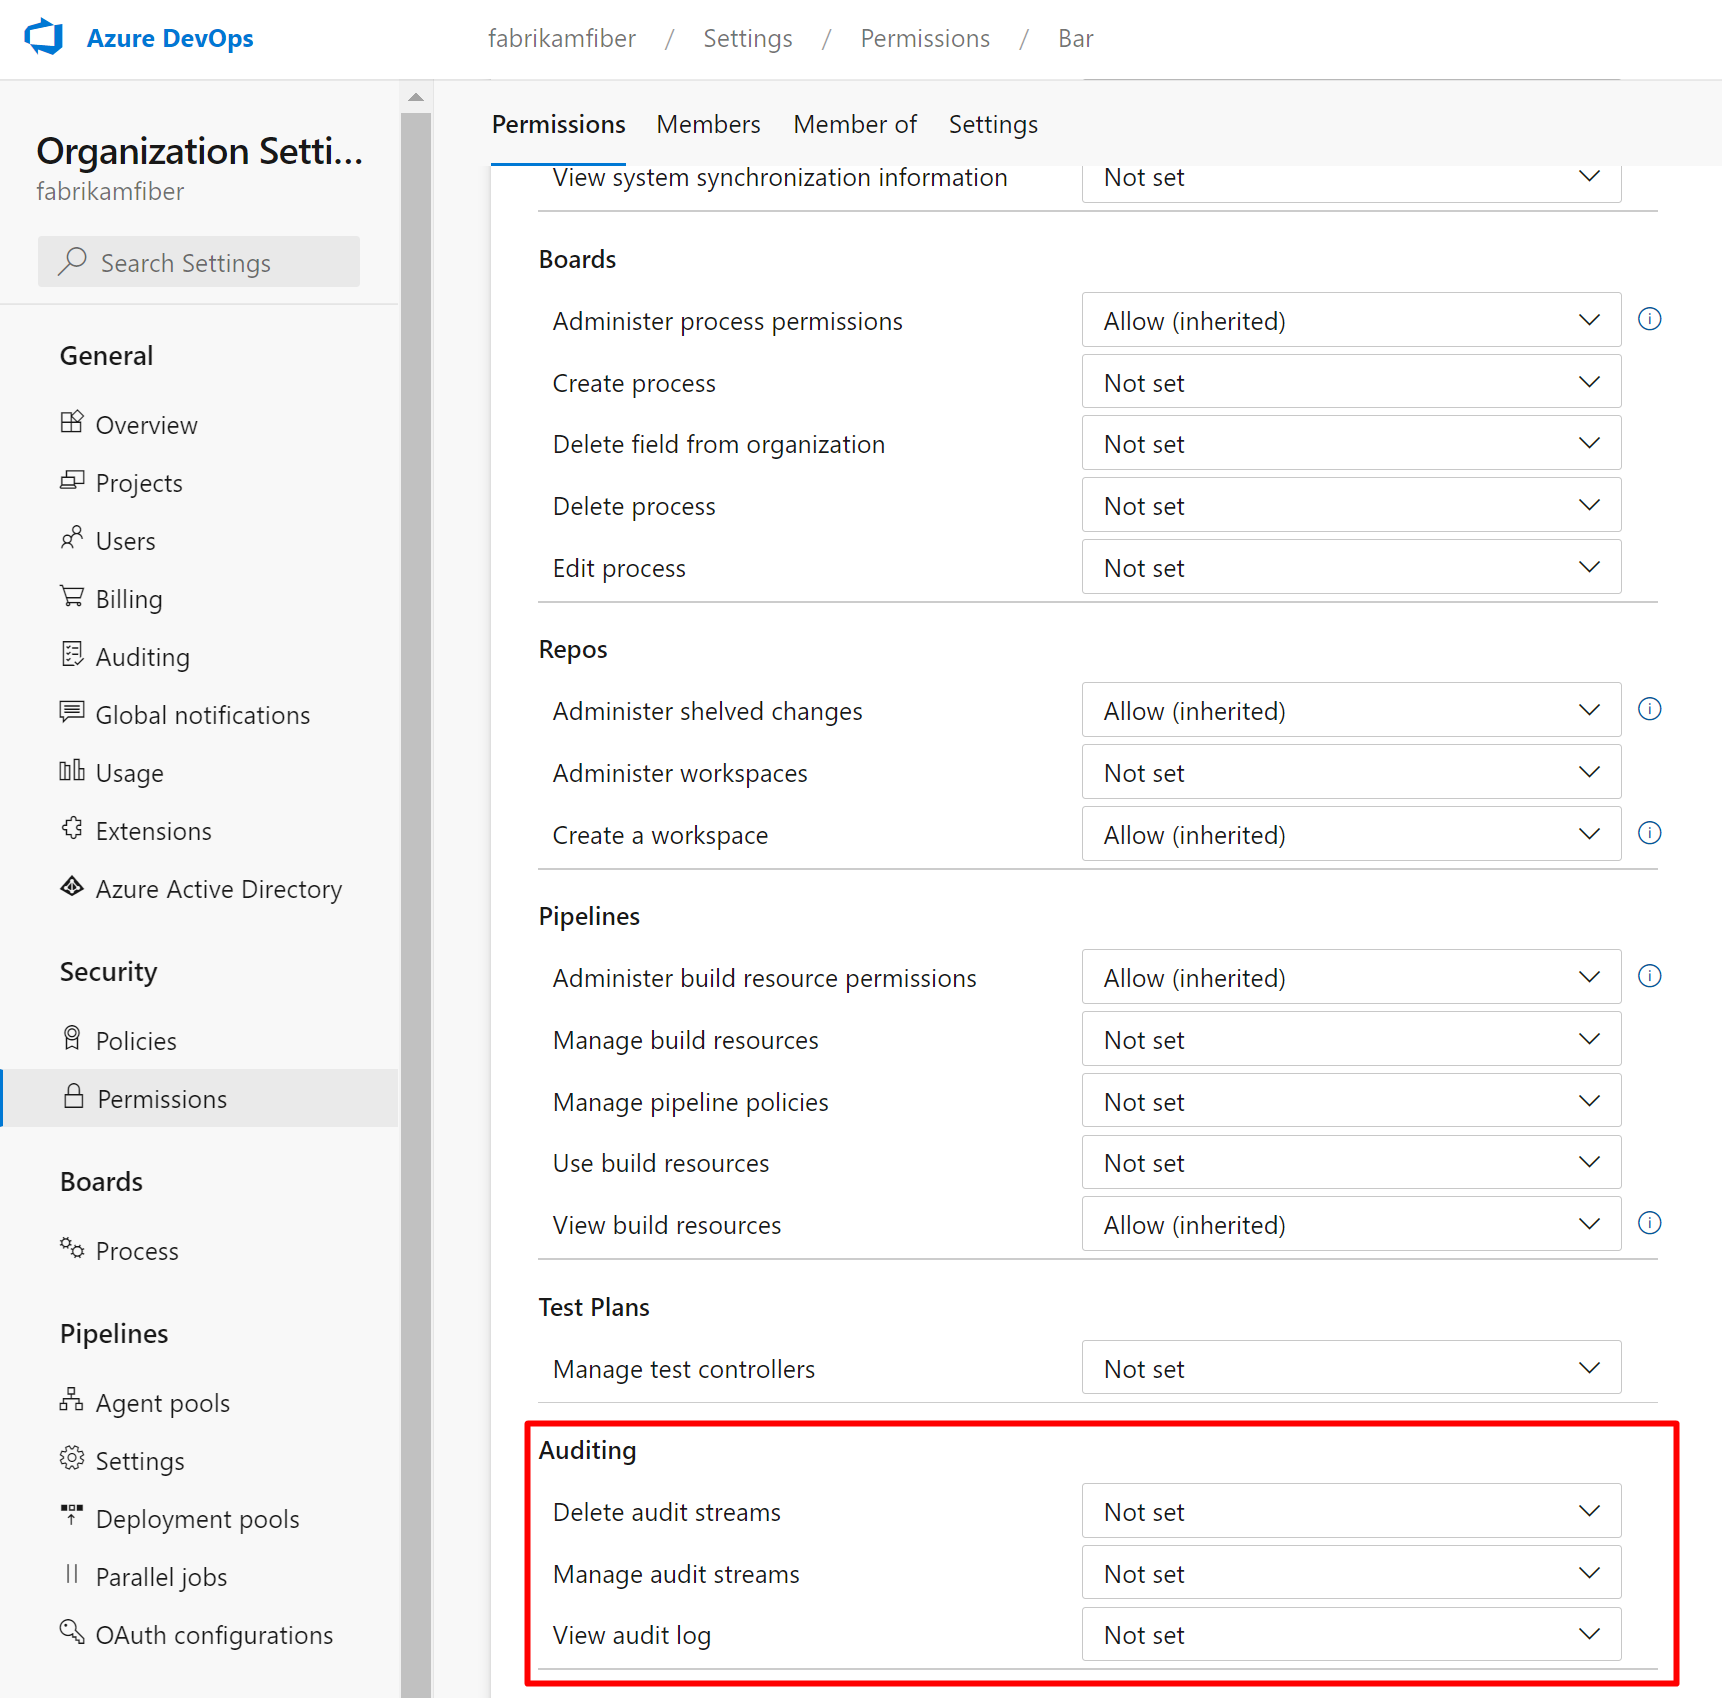 Azure DevOps
fabrikamfiber / Settings / Permissions / Bar
Organization Setti...
fabrikamfiber
Search Settings
General
Overview
Projects
Users
Billing
Auditing
Global notifications
Usage
Extensions
Azure Active Directory
Security
Policies
Permissions
Boards
Process
Pipelines
Agent pools
Settings
Deployment pools
Parallel jobs
OAuth configurations
Permissions Members Member of Settings
View system synchronization information Not set
Boards
Administer process permissions Allow (inherited)
Create process Not set
Delete field from organization Not set
Delete process Not set
Edit process Not set
Repos
Administer shelved changes Allow (inherited)
Administer workspaces Not set
Create a workspace Allow (inherited)
Pipelines
Administer build resource permissions Allow (inherited)
Manage build resources Not set
Manage pipeline policies Not set
Use build resources Not set
View build resources Allow (inherited)
Test Plans
Manage test controllers Not set
Auditing
Delete audit streams Not set
Manage audit streams Not set
View audit log Not set